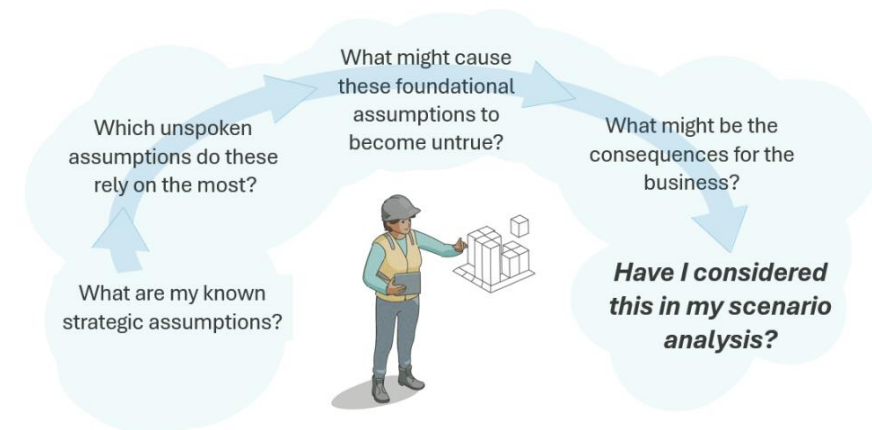 What are my known
strategic assumptions?
Which unspoken
assumptions do these
rely on the most?
What might cause
these foundational
assumptions to
become untrue?
What might be the
consequences for the
business?
Have I considered
this in my scenario
analysis?